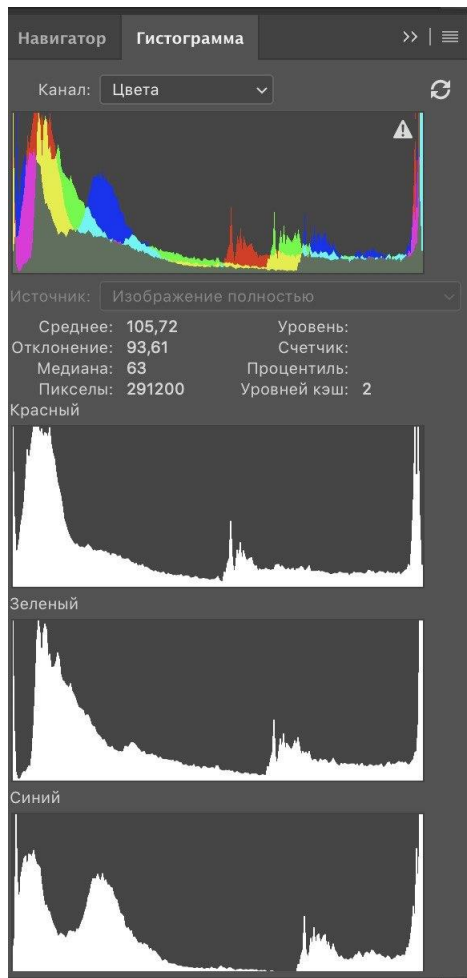 Навигатор Гистограмма
Канал: Цвета
Источник: Изображение полностью
Среднее: 105,72 Уровень:
Отклонение: 93,61 Счетчик:
Медиана: 63 Процентиль:
Пикселы: 291200 Уровней кэш: 2
Красный
Зеленый
Синий